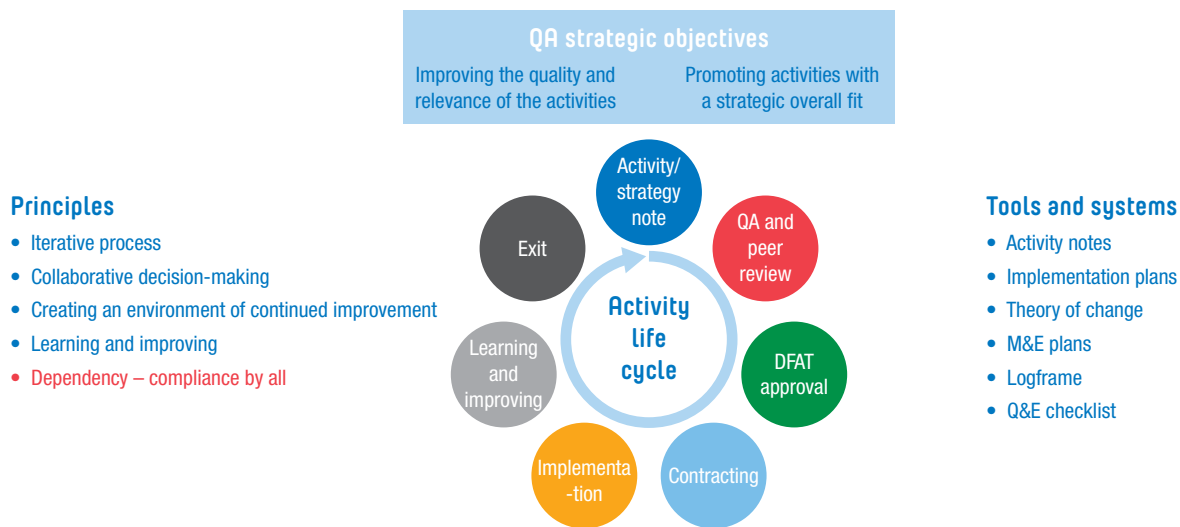 QA strategic objectives
Improving the quality and
relevance of the activities
Promoting activities with
a strategic overall fit
Principles
• Iterative process
• Collaborative decision-making
• Creating an environment of continued improvement
• Learning and improving
• Dependency – compliance by all
Activity/
strategy
note
QA and
peer
review
DFAT
approval
Contracting
Implementa
-tion
Learning
and
improving
Exit
Activity
life
cycle
Tools and systems
• Activity notes
• Implementation plans
• Theory of change
• M&E plans
• Logframe
• Q&E checklist